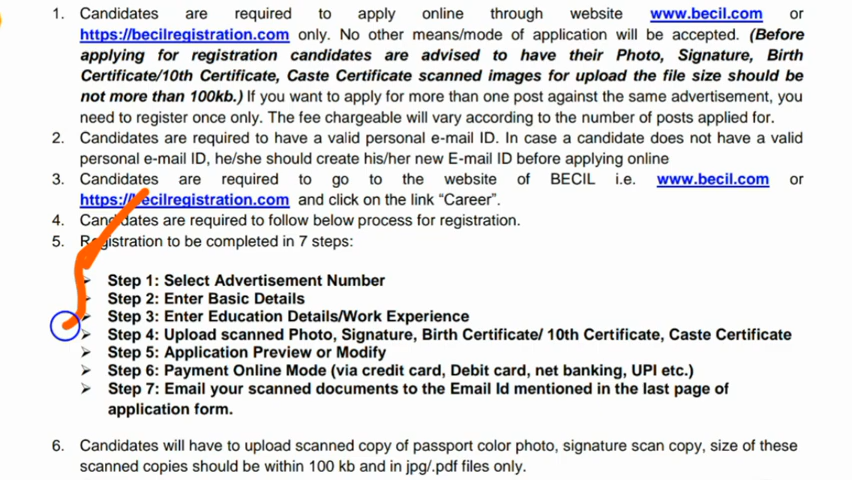 1. Candidates are required to apply online through website www.becil.com or
https://becilregistration.com only. No other means/mode of application will be accepted. (Before
applying for registration candidates are advised to have their Photo, Signature, Birth
Certificate/10th Certificate, Caste Certificate scanned images for upload the file size should be
not more than 100kb.) If you want to apply for more than one post against the same advertisement, you
need to register once only. The fee chargeable will vary according to the number of posts applied for.
2. Candidates are required to have a valid personal e-mail ID. In case a candidate does not have a valid
personal e-mail ID, he/she should create his/her new E-mail ID before applying online
3. Candidates are required to go to the website of BECIL i.e. www.becil.com or
https://becilregistration.com and click on the link “Career”.
4. Candidates are required to follow below process for registration.
5. Registration to be completed in 7 steps:
➢ Step 1: Select Advertisement Number
➢ Step 2: Enter Basic Details
➢ Step 3: Enter Education Details/Work Experience
➢ Step 4: Upload scanned Photo, Signature, Birth Certificate/ 10th Certificate, Caste Certificate
➢ Step 5: Application Preview or Modify
➢ Step 6: Payment Online Mode (via credit card, Debit card, net banking, UPI etc.)
➢ Step 7: Email your scanned documents to the Email Id mentioned in the last page of
application form.
6. Candidates will have to upload scanned copy of passport color photo, signature scan copy, size of these
scanned copies should be within 100 kb and in jpg/.pdf files only.